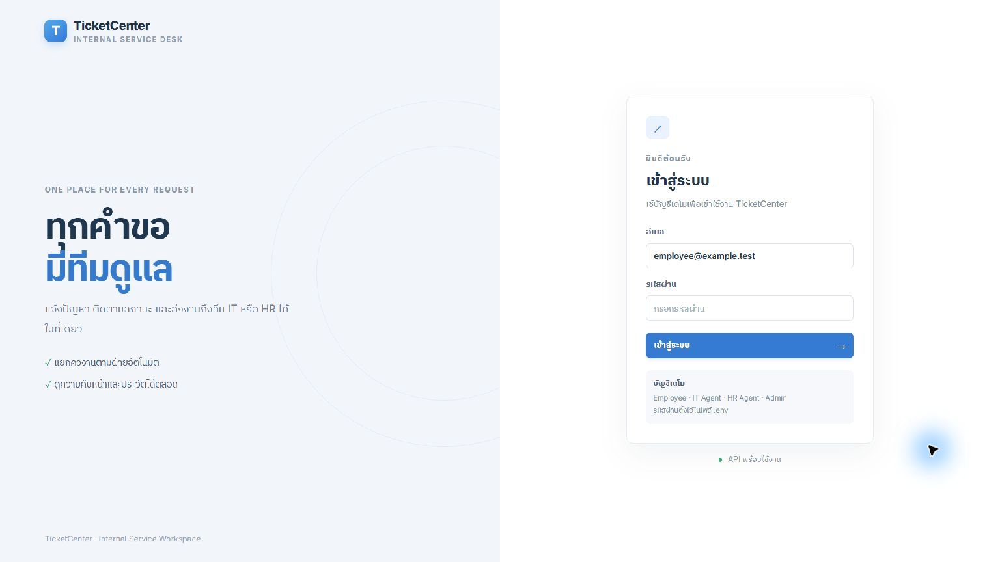 T
TicketCenter
INTERNAL SERVICE DESK
ONE PLACE FOR EVERY REQUEST
ทุกคำขอ
มีทีมดูแล
แจ้งปัญหา ติดตามสถานะ และส่งงานถึงทีม IT หรือ HR ได้
ในที่เดียว
✓ แยกคิวงานตามฝ่ายอัตโนมัติ
✓ ดูความคืบหน้าและประวัติได้ตลอด
TicketCenter · Internal Service Workspace
ยินดีต้อนรับ
เข้าสู่ระบบ
ใช้บัญชีเดโมเพื่อเข้าใช้งาน TicketCenter
อีเมล
employee@example.test
รหัสผ่าน
กรอกรหัสผ่าน
เข้าสู่ระบบ →
บัญชีเดโม
Employee · IT Agent · HR Agent · Admin
รหัสผ่านตั้งไว้ในไฟล์ .env
API พร้อมใช้งาน